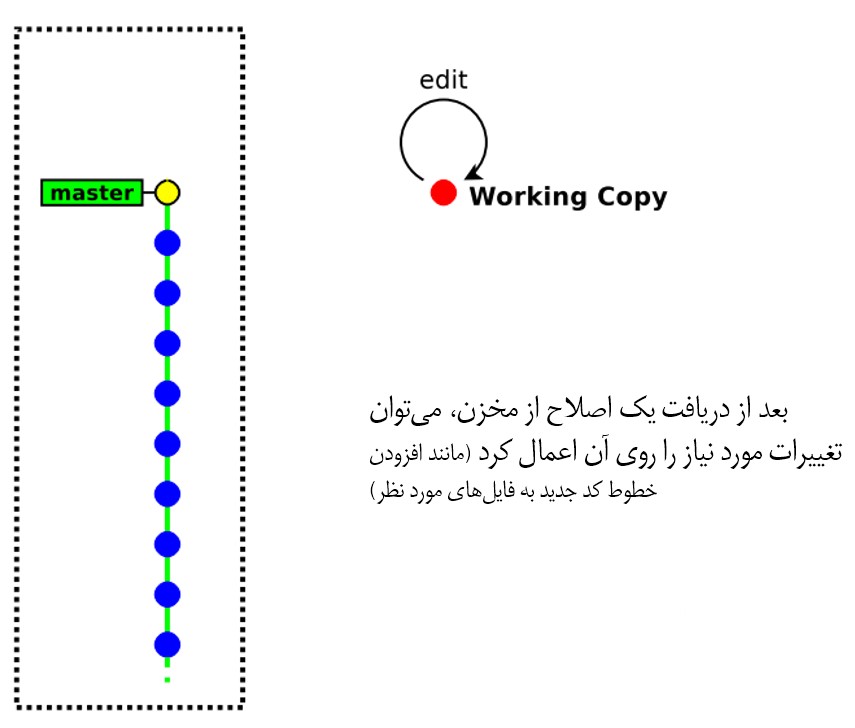 edit
master
Working Copy
بعد از دریافت یک اصلاح از مخزن، می‌توان
تغییرات مورد نیاز را روی آن اعمال کرد (مانند افزودن
خطوط کد جدید به فایل‌های مورد نظر)